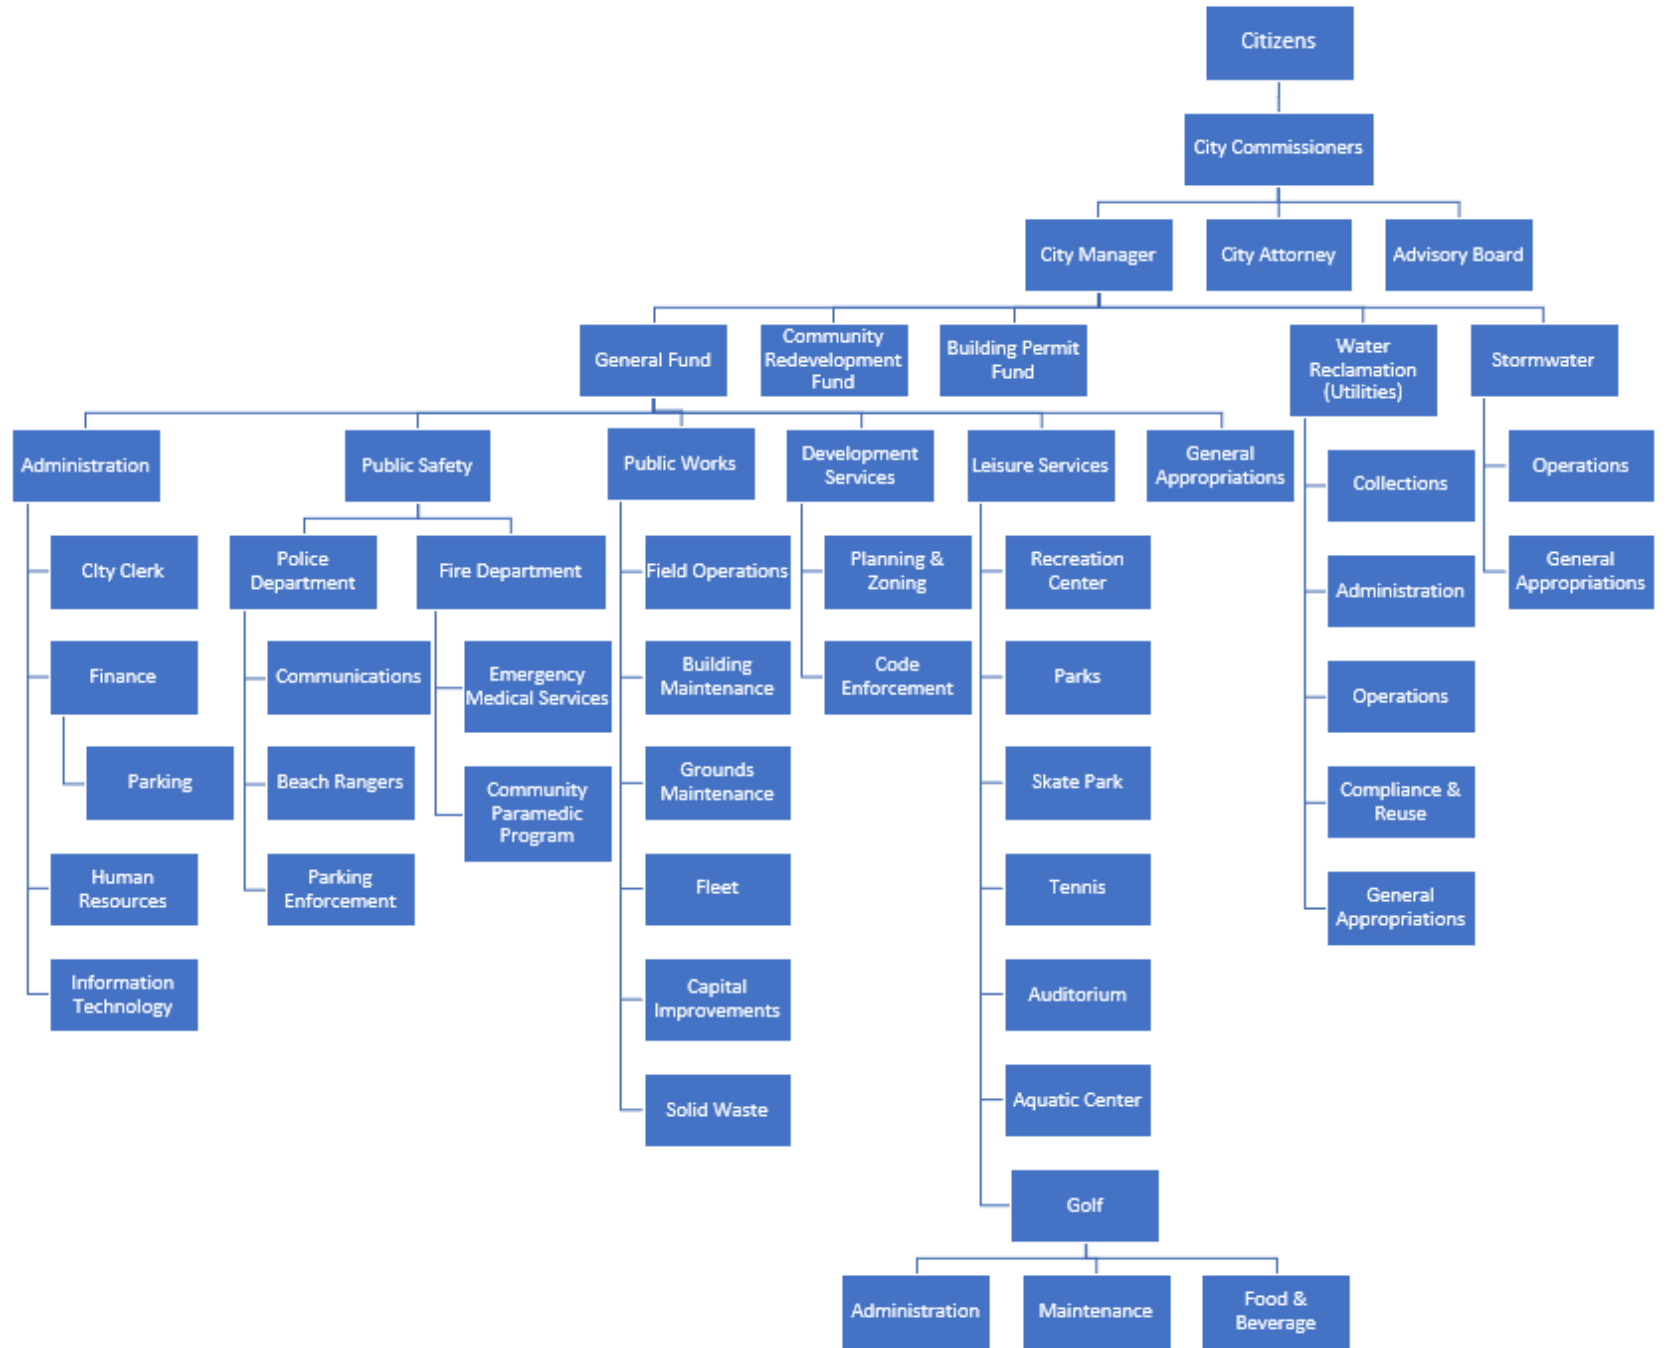 Citizens
City Commissioners
City Manager
City Attorney
Advisory Board
General Fund
Community
Redevelopment
Fund
Building Permit
Fund
Water
Reclamation
(Utilities)
Stormwater
Administration
Public Safety
Public Works
Development
Services
Leisure Services
General
Appropriations
Collections
Operations
CIty Clerk
Police
Department
Fire Department
Field Operations
Planning &
Zoning
Recreation
Center
Administration
General
Appropriations
Finance
Communications
Emergency
Medical Services
Building
Maintenance
Code
Enforcement
Parks
Operations
Parking
Beach Rangers
Community
Paramedic
Program
Grounds
Maintenance
Skate Park
Compliance &
Reuse
Human
Resources
Parking
Enforcement
Fleet
Tennis
General
Appropriations
Information
Technology
Capital
Improvements
Auditorium
Solid Waste
Aquatic Center
Golf
Administration
Maintenance
Food &
Beverage